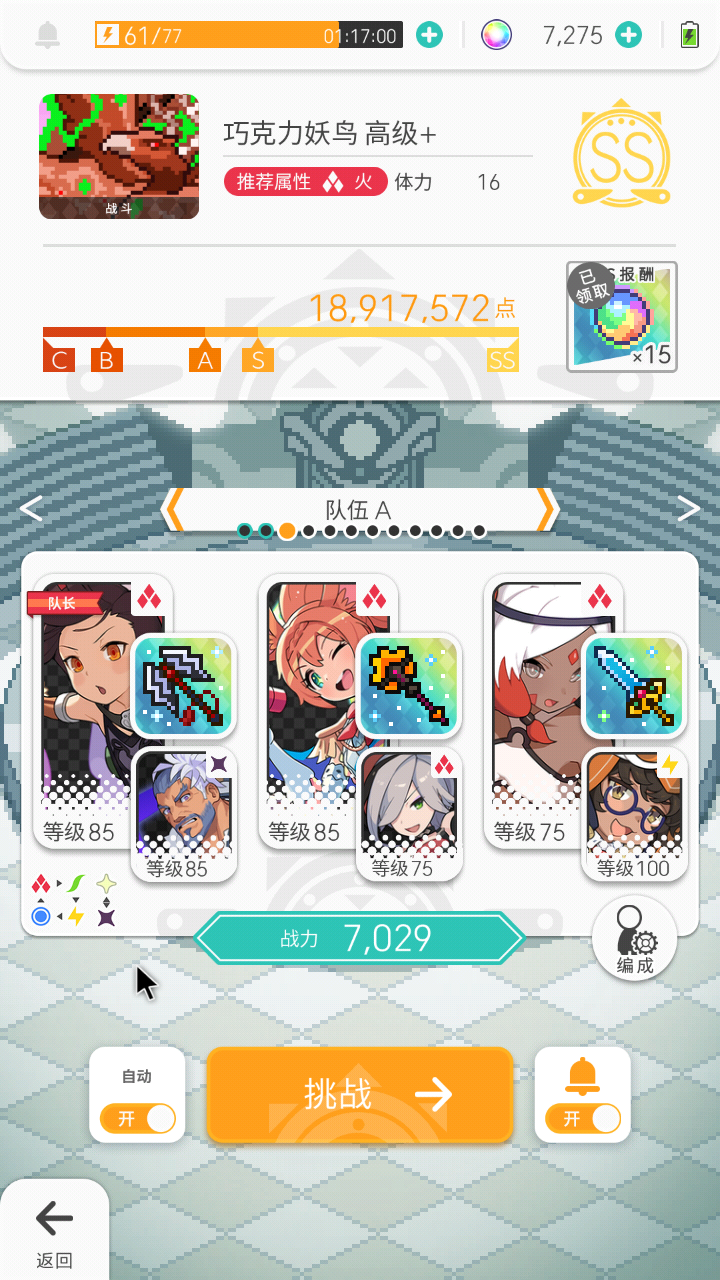 61/77
01:17:00
7,275
巧克力妖鸟 高级+
推荐属性 火 体力 16
战斗
SS
18,917,572点
S报酬
已领取
×15
C B A S SS
队伍 A
队长
等级85
等级85
等级75
等级85
等级75
等级100
战力 7,029
编成
自动
开
挑战
开
返回